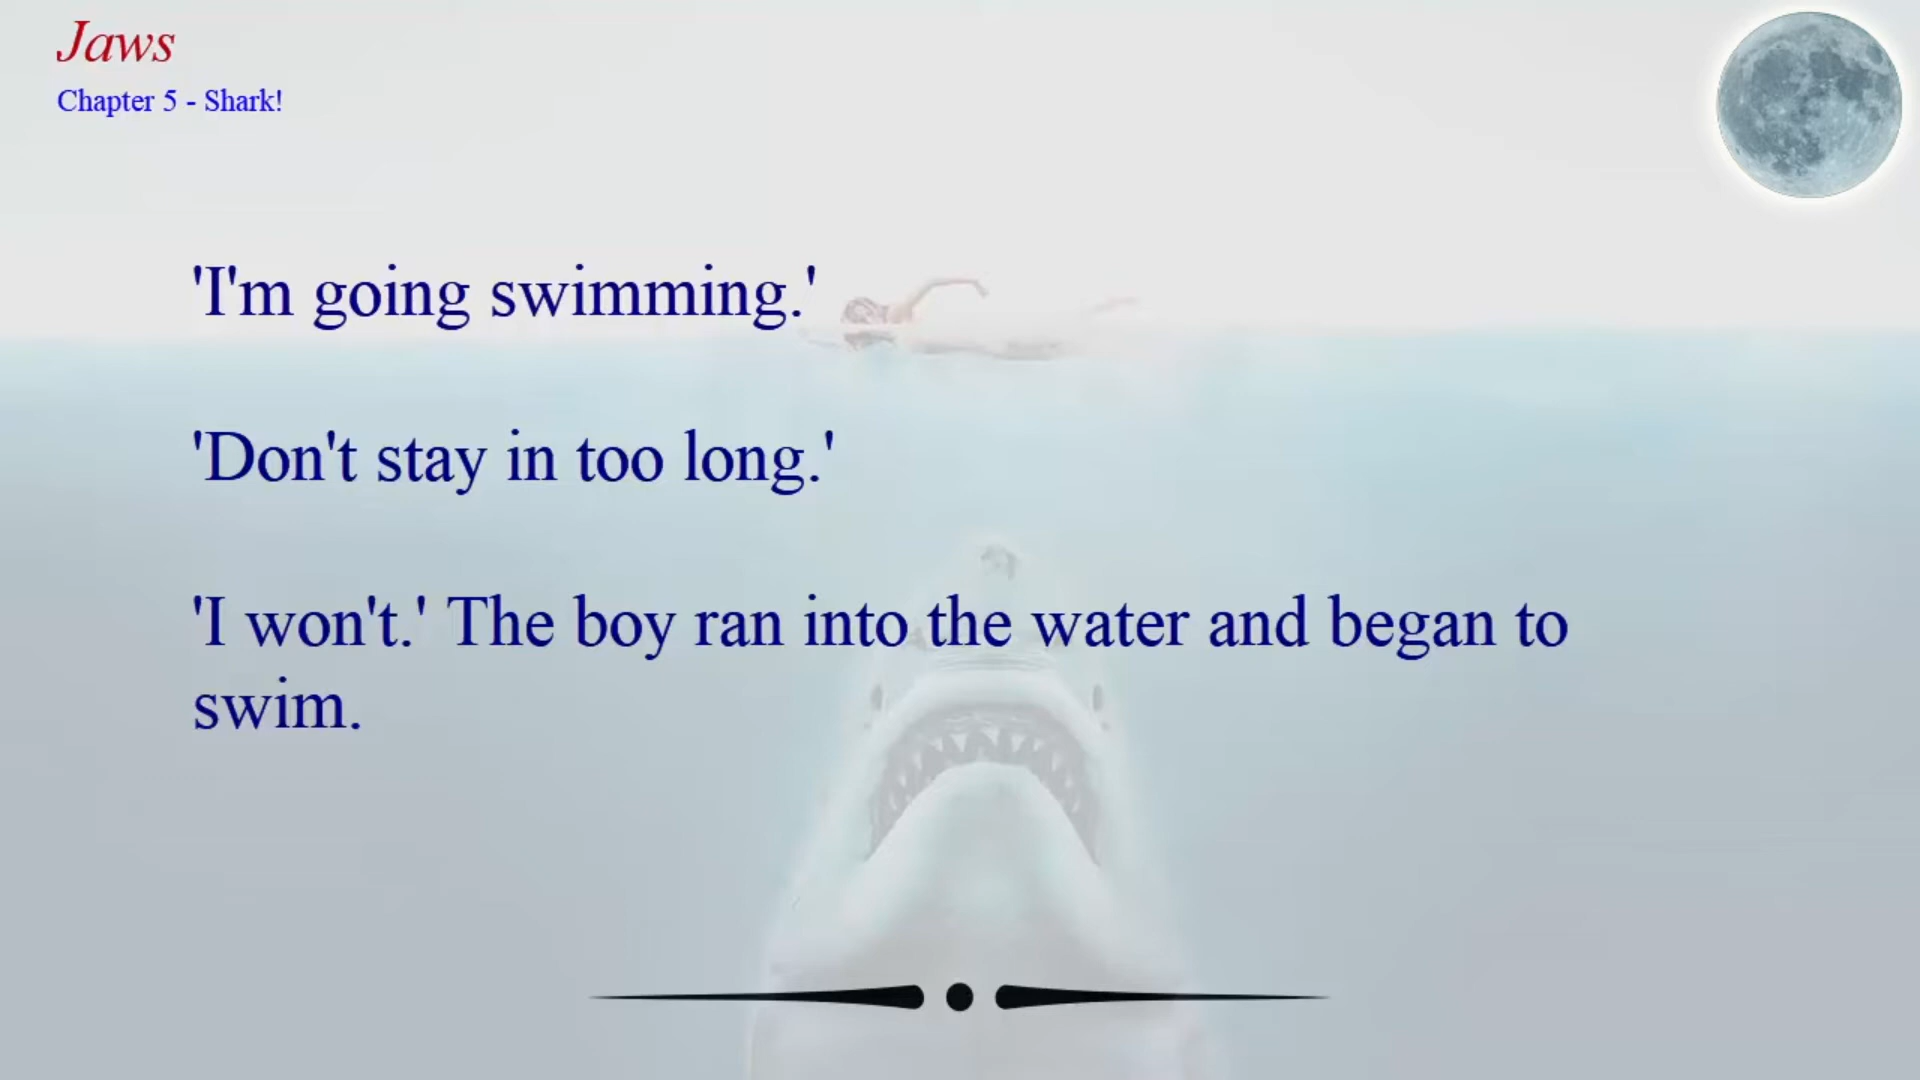 Jaws
Chapter 5 - Shark!
'I'm going swimming.'
'Don't stay in too long.'
'I won't.' The boy ran into the water and began to
swim.